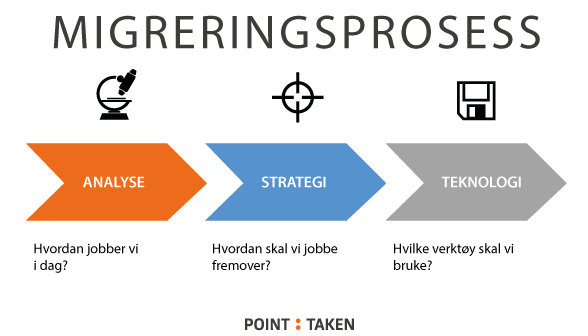 MIGRERINGSPROSESS
ANALYSE
STRATEGI
TEKNOLOGI
Hvordan jobber vi
i dag?
Hvordan skal vi jobbe
fremover?
Hvilke verktøy skal vi
bruke?
POINT : TAKEN